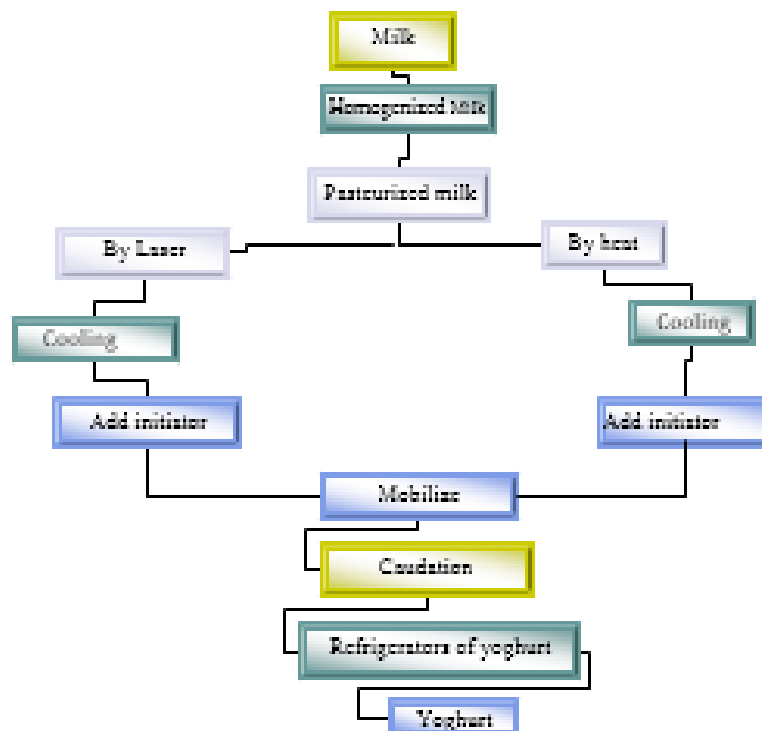 Milk
Homogenized Milk
Pasteurized milk
By Laser
By heat
Cooling
Cooling
Add initiator
Add initiator
Mobilize
Caudation
Refrigerators of yoghurt
Yoghurt